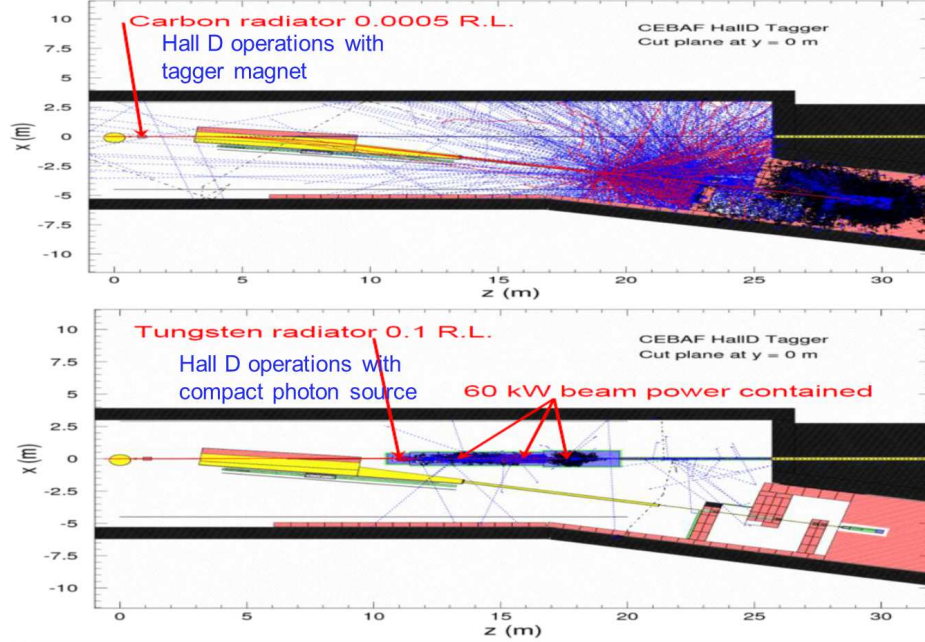 Carbon radiator 0.0005 R.L.
Hall D operations with
tagger magnet
CEBAF HallD Tagger
Cut plane at y = 0 m
10
7.5
5
2.5
0
-2.5
-5
-7.5
-10
x (m)
0 5 10 15 20 25 30
z (m)
Tungsten radiator 0.1 R.L.
Hall D operations with
compact photon source
CEBAF HallD Tagger
Cut plane at y = 0 m
60 kW beam power contained
10
7.5
5
2.5
0
-2.5
-5
-7.5
-10
x (m)
0 5 10 15 20 25 30
z (m)